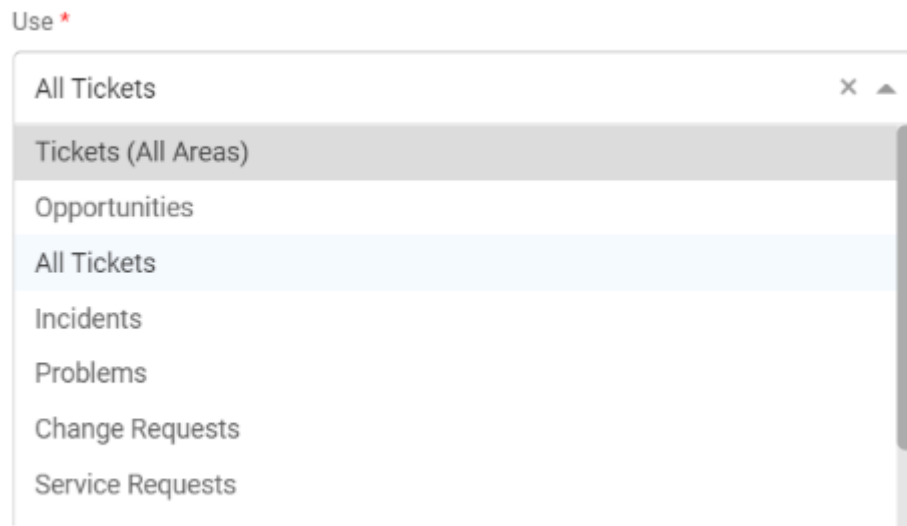 Use *
All Tickets
Tickets (All Areas)
Opportunities
All Tickets
Incidents
Problems
Change Requests
Service Requests